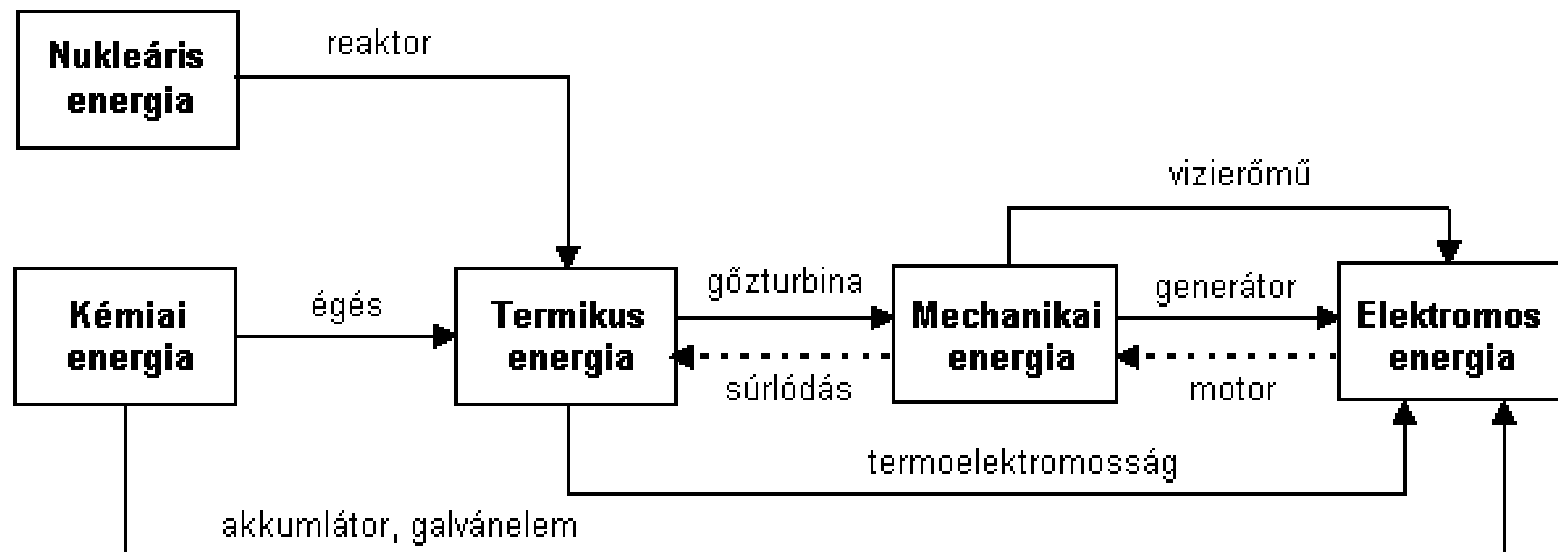 Nukleáris
energia
reaktor
vizierőmű
Kémiai
energia
égés
Termikus
energia
gőzturbina
súrlódás
Mechanikai
energia
generátor
motor
Elektromos
energia
termoelektromosság
akkumlátor, galvánelem